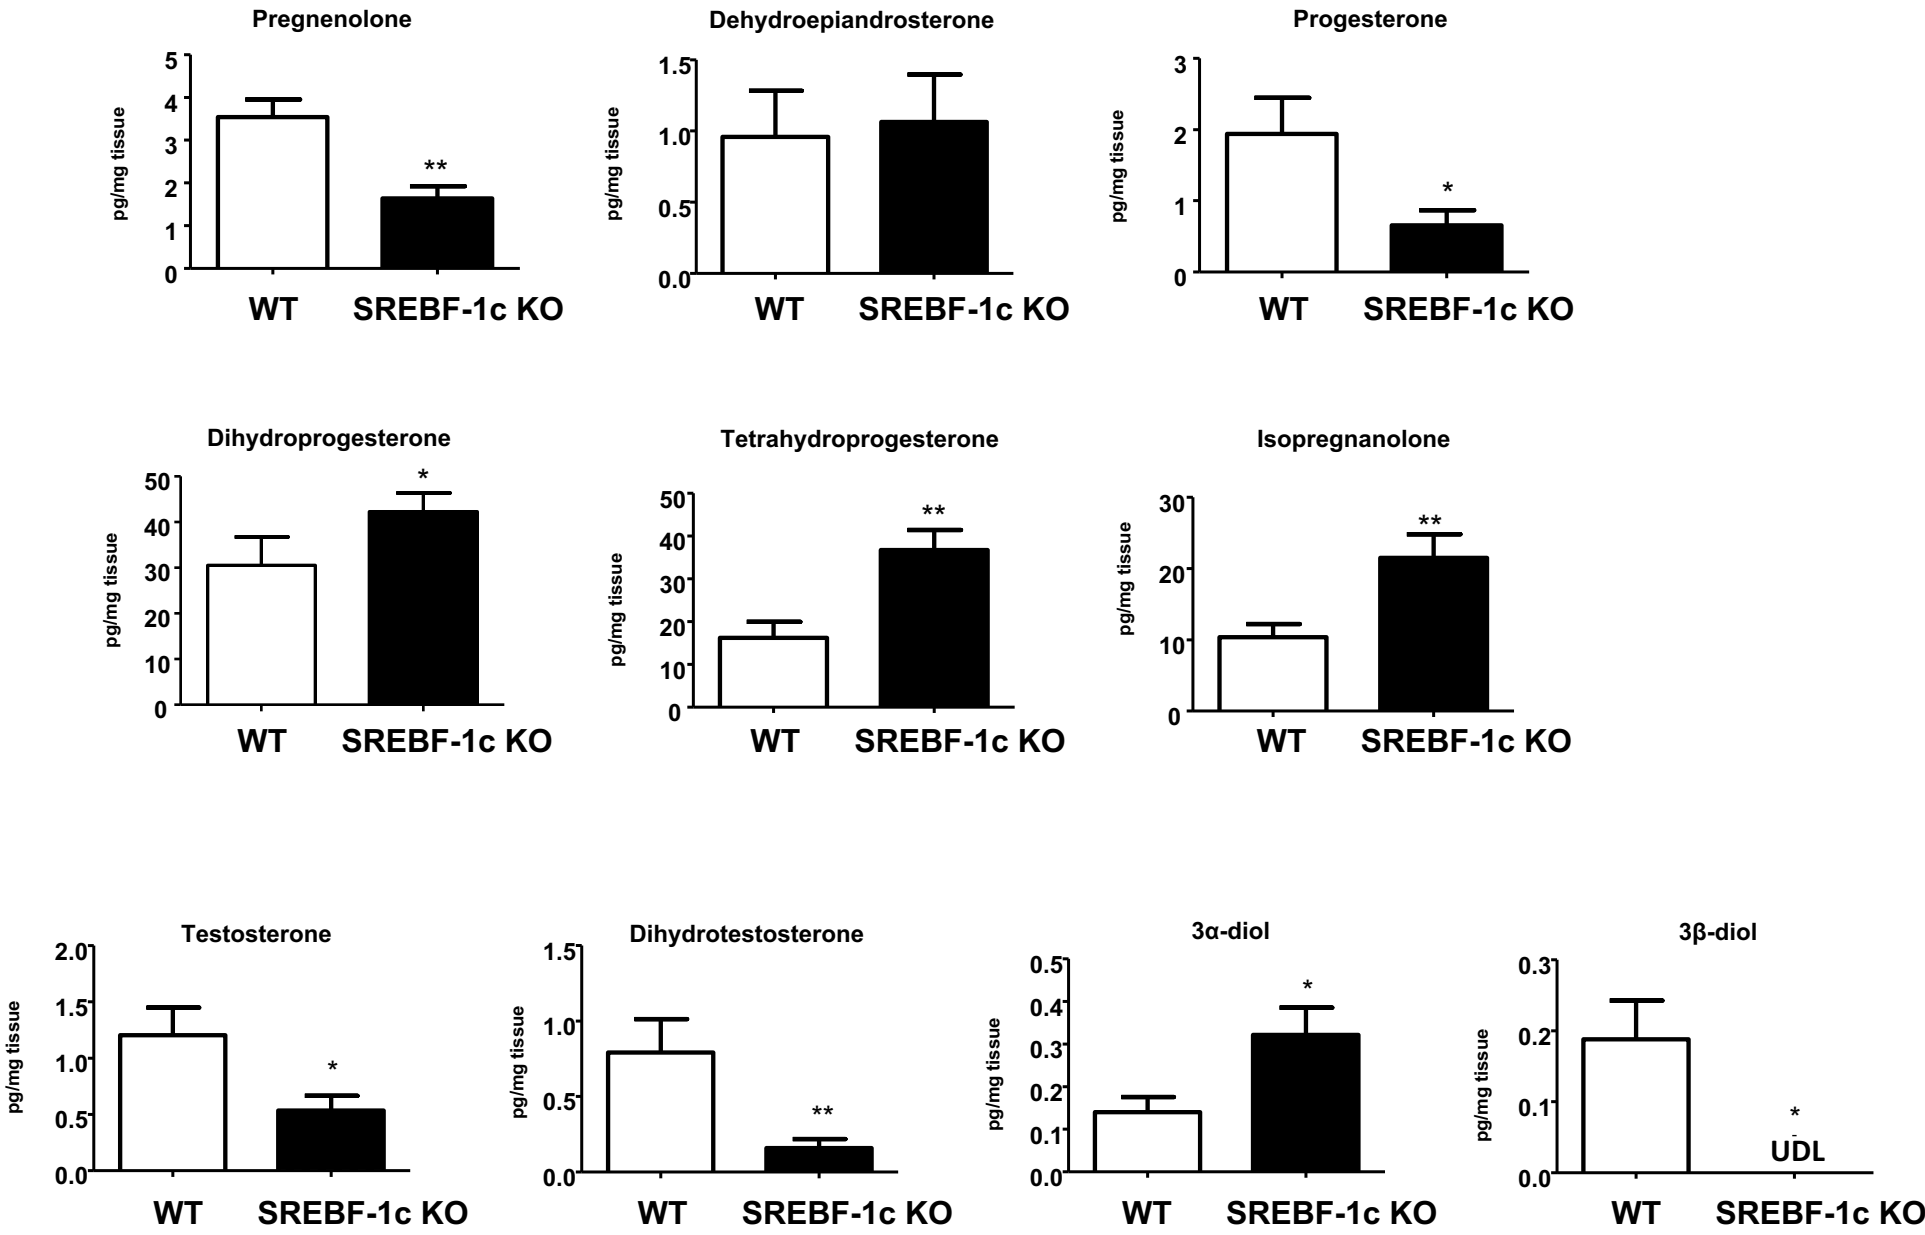 Pregnenolone
pg/mg tissue
5
4
3
2
1
0
**
WT SREBF-1c KO
Dehydroepiandrosterone
pg/mg tissue
1.5
1.0
0.5
0.0
WT SREBF-1c KO
Progesterone
pg/mg tissue
3
2
1
0
*
WT SREBF-1c KO
Dihydroprogesterone
pg/mg tissue
50
40
30
20
10
0
*
WT SREBF-1c KO
Tetrahydroprogesterone
pg/mg tissue
50
40
30
20
10
0
**
WT SREBF-1c KO
Isopregnanolone
pg/mg tissue
30
20
10
0
**
WT SREBF-1c KO
Testosterone
pg/mg tissue
2.0
1.5
1.0
0.5
0.0
*
WT SREBF-1c KO
Dihydrotestosterone
pg/mg tissue
1.5
1.0
0.5
0.0
**
WT SREBF-1c KO
3α-diol
pg/mg tissue
0.5
0.4
0.3
0.2
0.1
0.0
*
WT SREBF-1c KO
3β-diol
pg/mg tissue
0.3
0.2
0.1
0.0
*
UDL
WT SREBF-1c KO